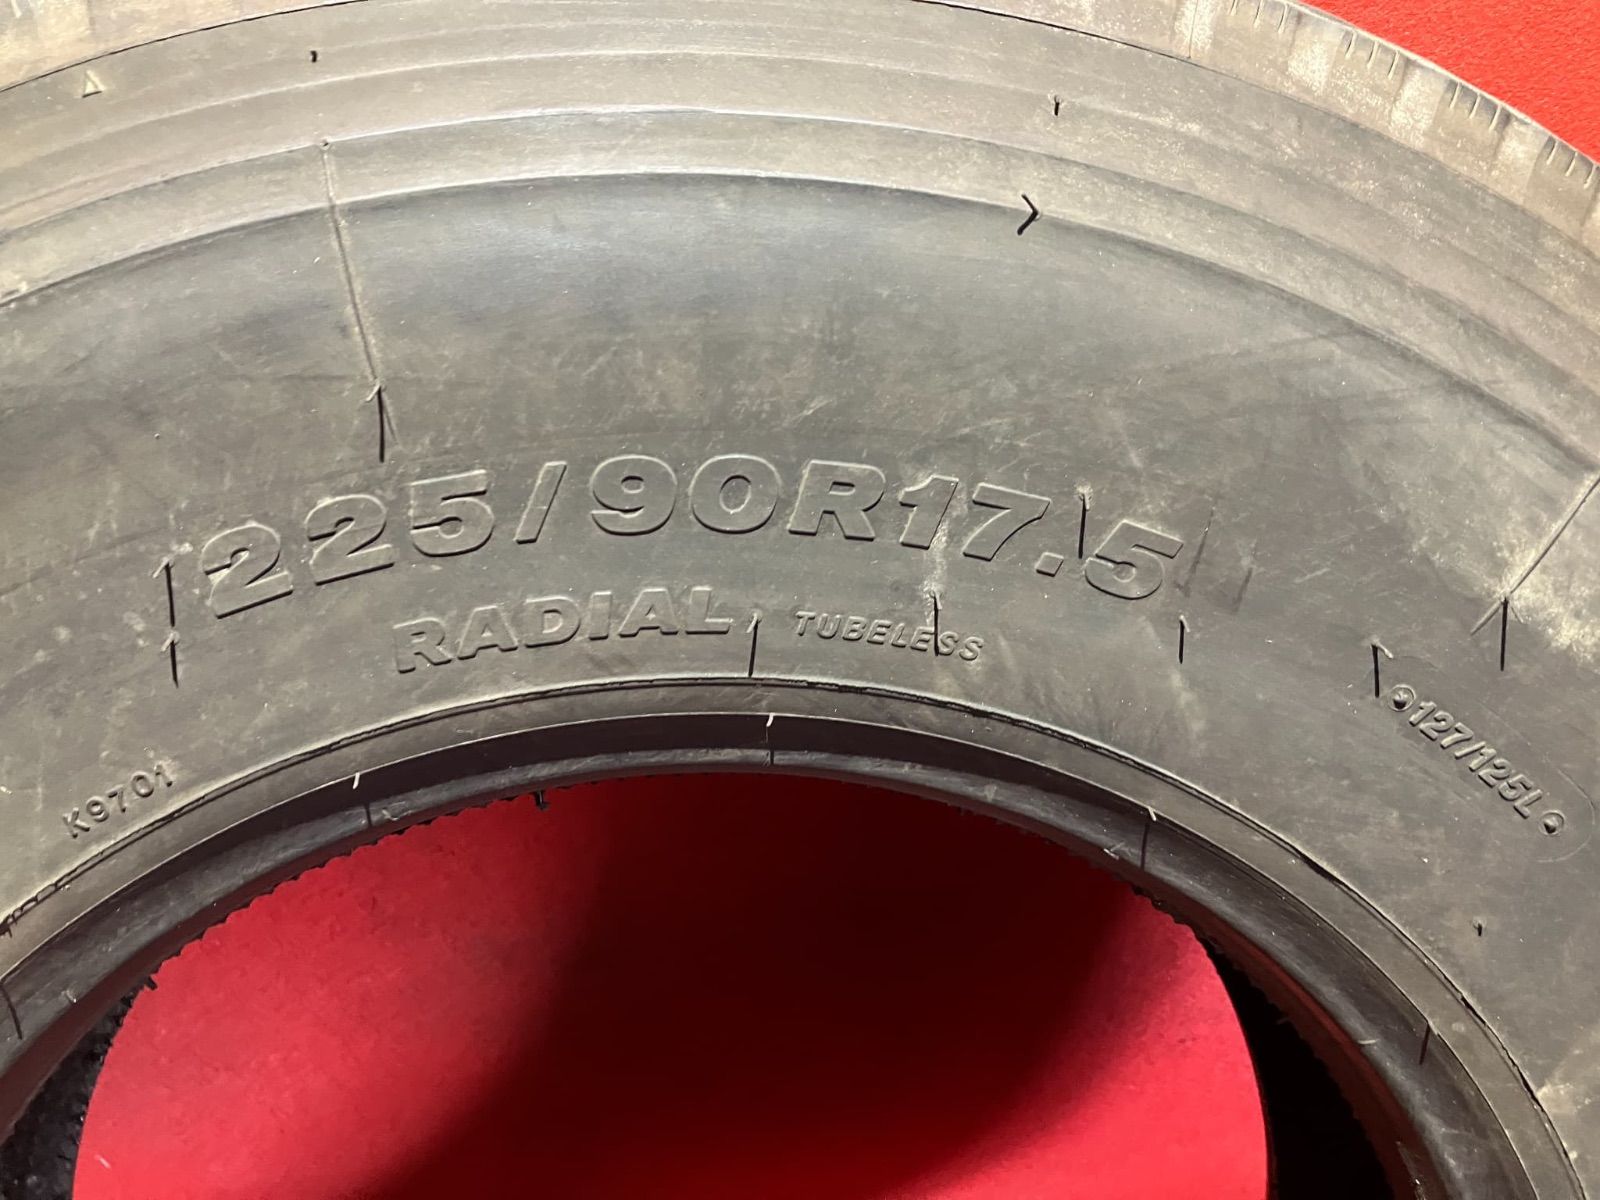 225/90R17.5
RADIAL TUBELESS
127/125L
K9701